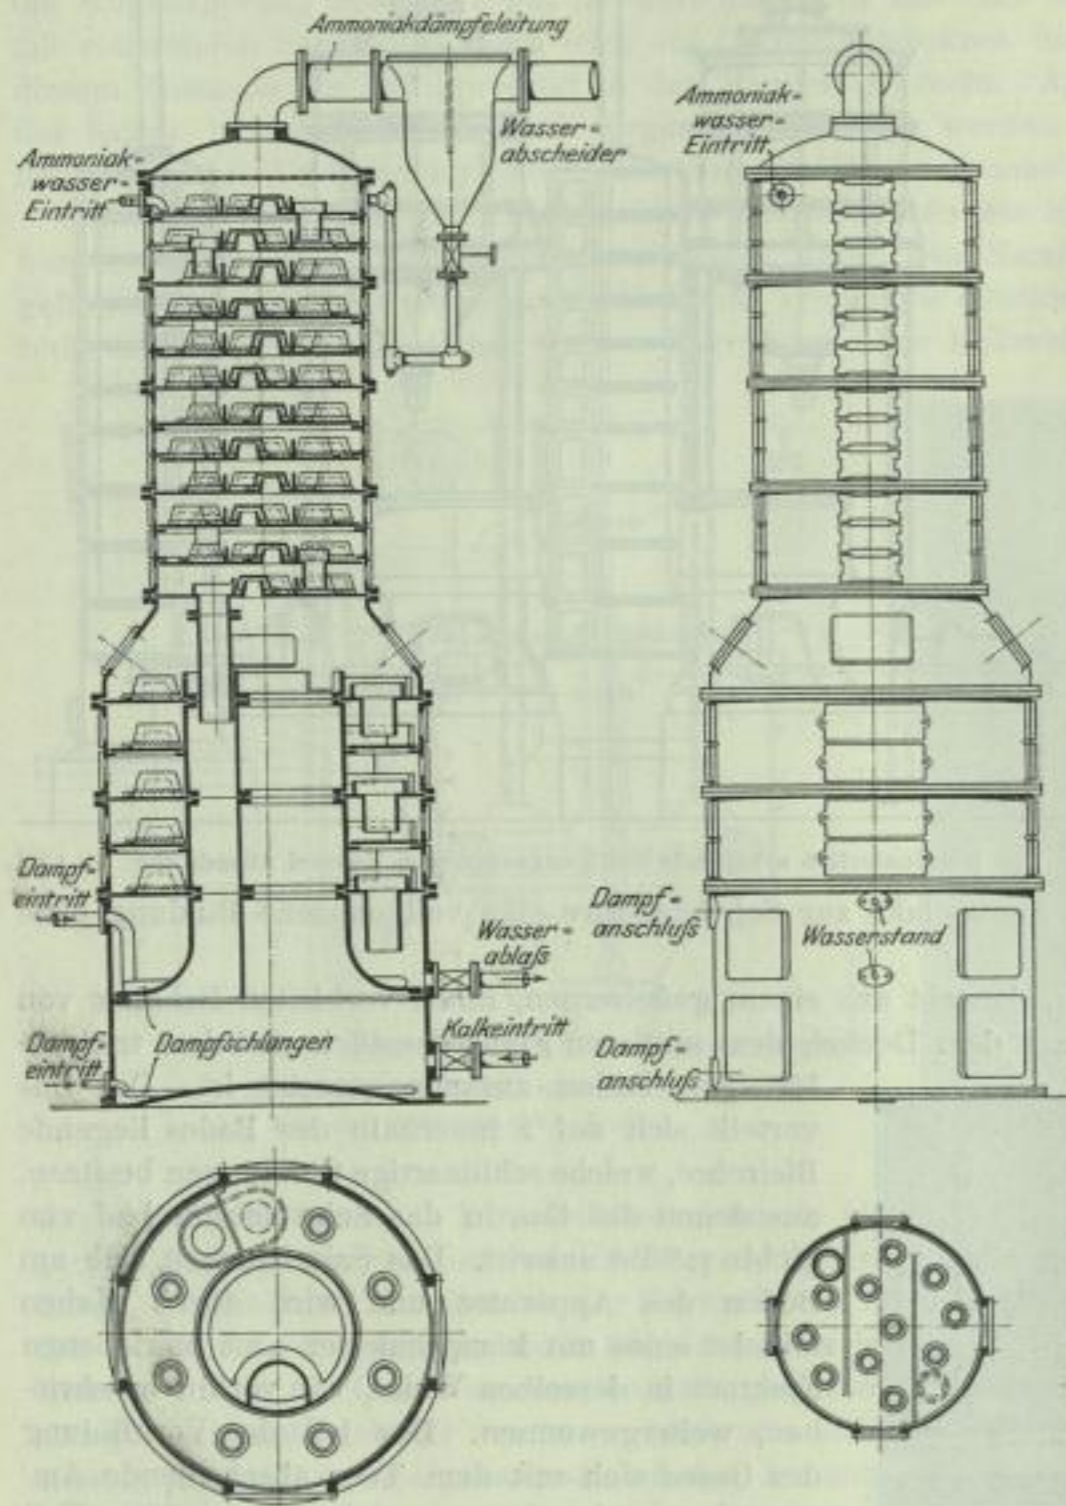 Ammoniakdämpfeleitung
Ammoniak=
wasser=
Eintritt
Wasser=
abscheider
Ammoniak=
wasser=
Eintritt
Dampf=
eintritt
Wasser=
ablaß
Dampf=
anschluß
Wasserstand
Dampf=
eintritt
Dampfschlangen
Kalkeintritt
Dampf=
anschluß